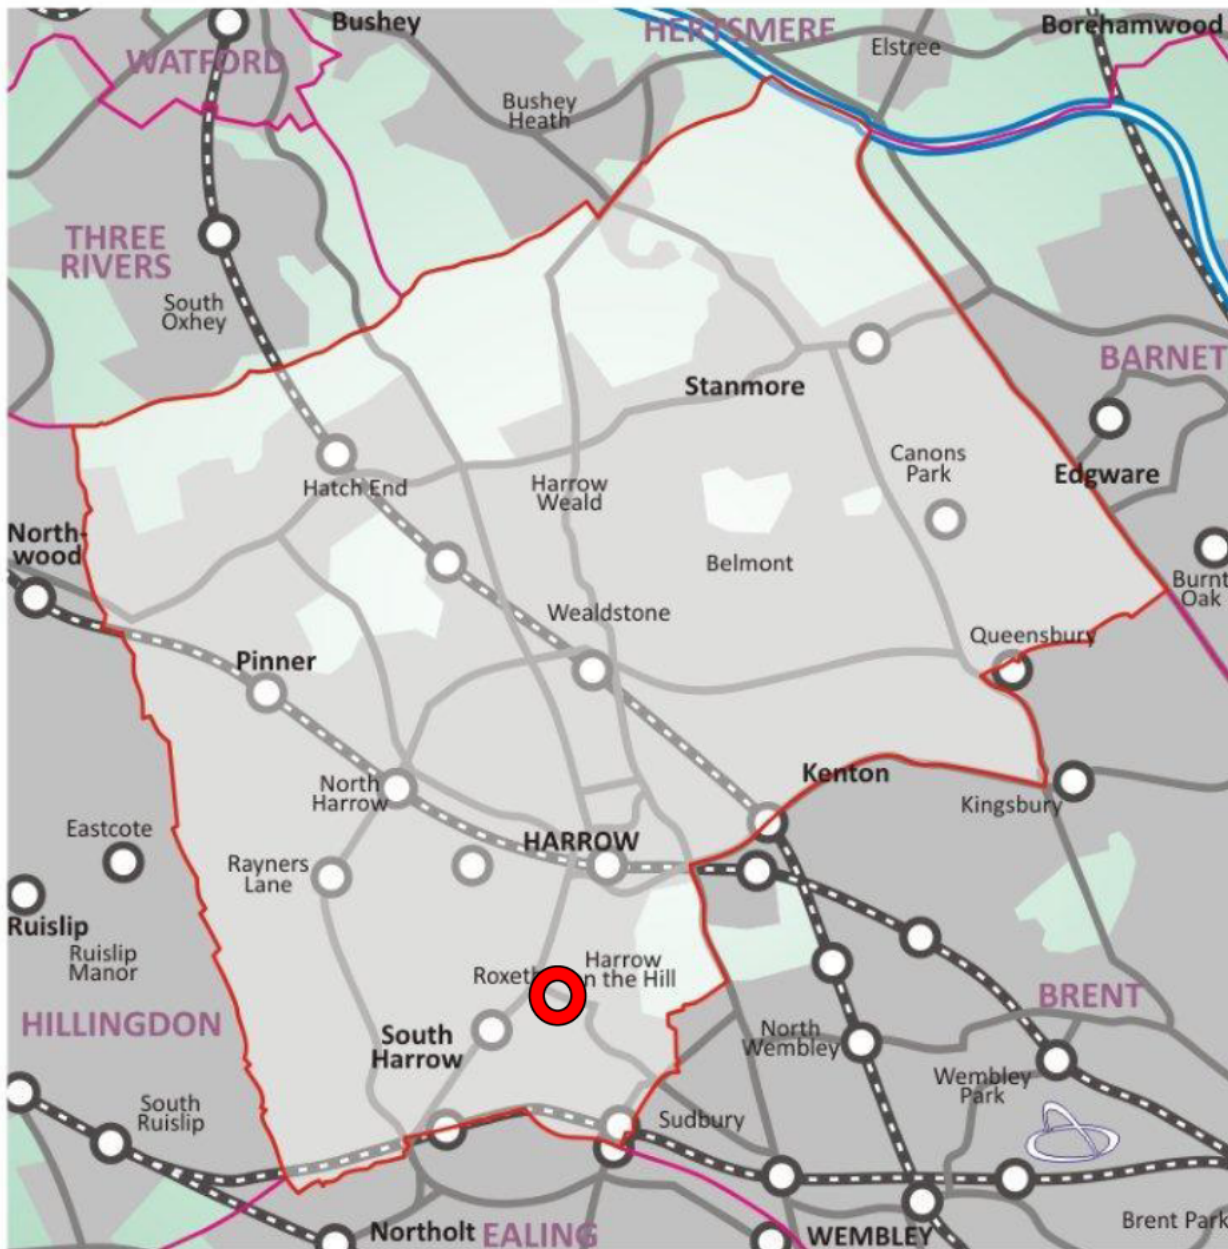 Bushey
HERTSMERE
Borehamwood
Elstree
WATFORD
Bushey
Heath
THREE
RIVERS
South
Oxhey
BARNET
Stanmore
Canons
Park
Edgware
Harrow
Weald
Hatch End
North-
wood
Belmont
Burnt
Oak
Wealdstone
Queensbury
Pinner
Kenton
North
Harrow
Kingsbury
Eastcote
HARROW
Rayners
Lane
Ruislip
Ruislip
Manor
Harrow
n the Hill
HILLINGDON
BRENT
South
Harrow
North
Wembley
Wembley
Park
South
Ruislip
Sudbury
Northolt
EALING
WEMBLEY
Brent Park